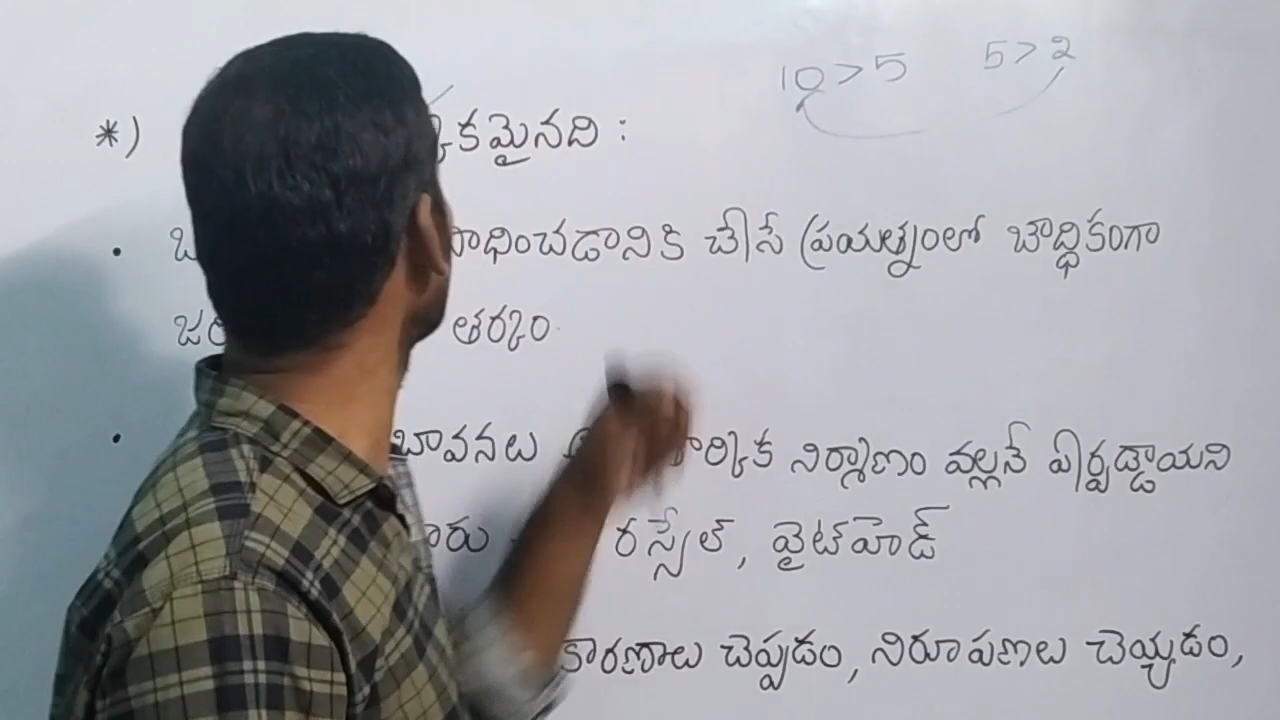 10 > 5 5 > 2
*) కమైనది :
• సాధించడానికి చేసే ప్రయత్నంలో బౌద్ధికంగా
తర్కం
• బావనలు నిర్మాణం వల్లనే ఏర్పడ్డాయని
రస్సేల్, వైట్‌హెడ్
కారణాలు చెప్పడం, నిరూపణలు చెయ్యడం,